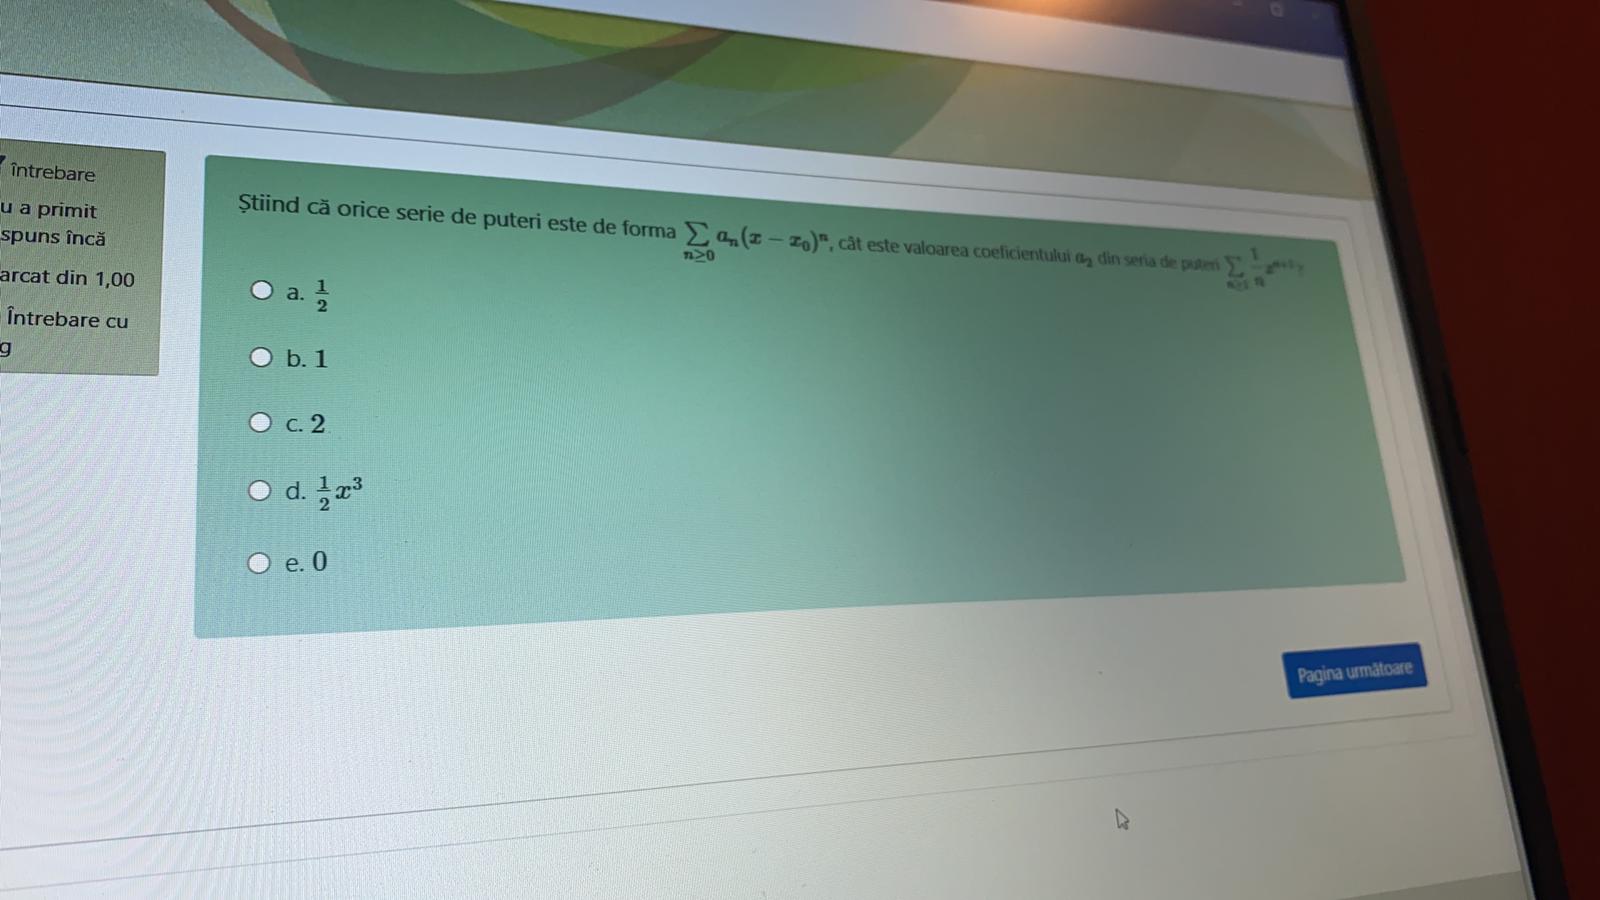 întrebare
u a primit
spuns încă
arcat din 1,00
Întrebare cu
g
Știind că orice serie de puteri este de forma $\sum_{n\geq 0} a_n(x-x_0)^n$, cât este valoarea coeficientului $a_2$ din seria de puteri $\sum_{n\geq 1} \frac{1}{n}x^{n+1}$?
a. $\frac{1}{2}$
b. 1
c. 2
d. $\frac{1}{2}x^3$
e. 0
Pagina următoare